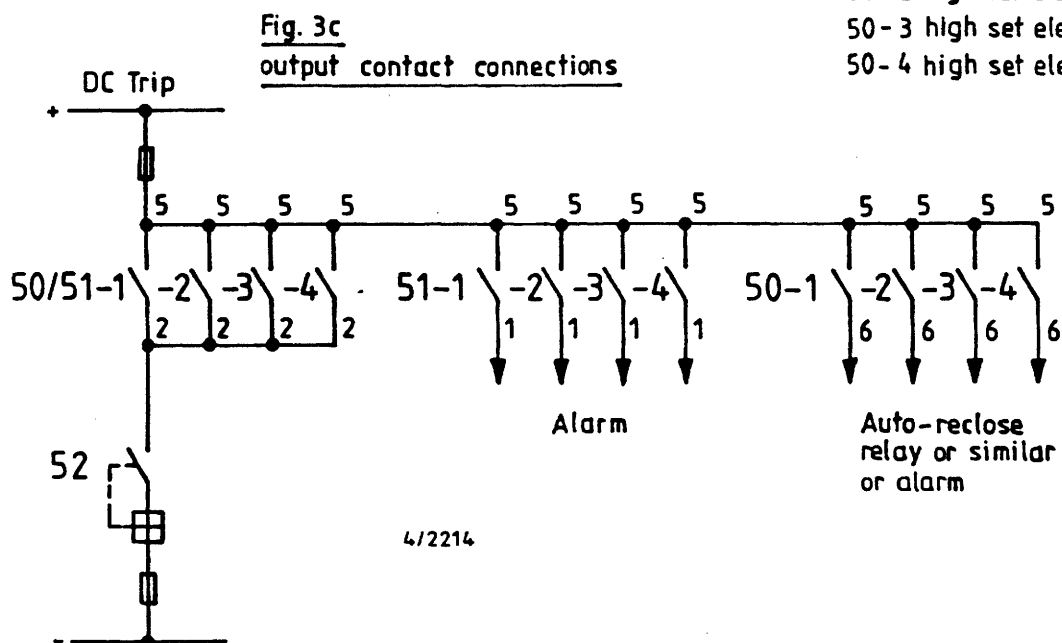 Fig. 3c
output contact connections
50-3 high set ele
50-4 high set ele
DC Trip
+
5 5 5 5 5 5 5 5 5 5 5 5
50/51-1 -2 -3 -4 51-1 -2 -3 -4 50-1 -2 -3 -4
2 2 2 2 1 1 1 1 6 6 6 6
Alarm
Auto-reclose
relay or similar
or alarm
52
4/2214
-